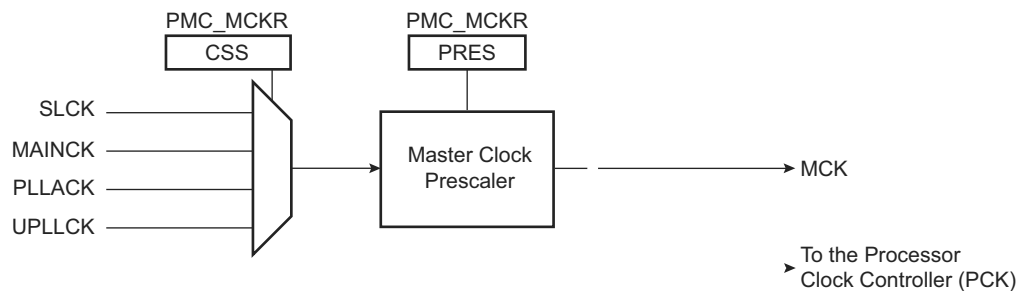 PMC_MCKR
PMC_MCKR
CSS
PRES
SLCK
MAINCK
PLLACK
UPLLCK
Master Clock
Prescaler
MCK
To the Processor
Clock Controller (PCK)